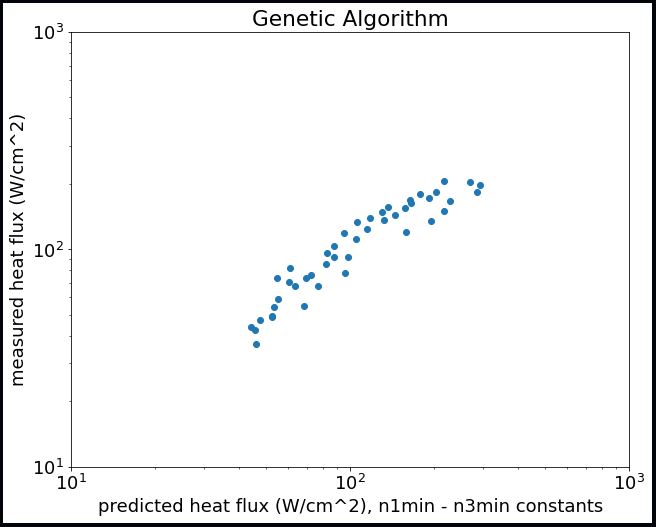 Genetic Algorithm
10^3
10^2
10^1
measured heat flux (W/cm^2)
10^1 10^2 10^3
predicted heat flux (W/cm^2), n1min - n3min constants